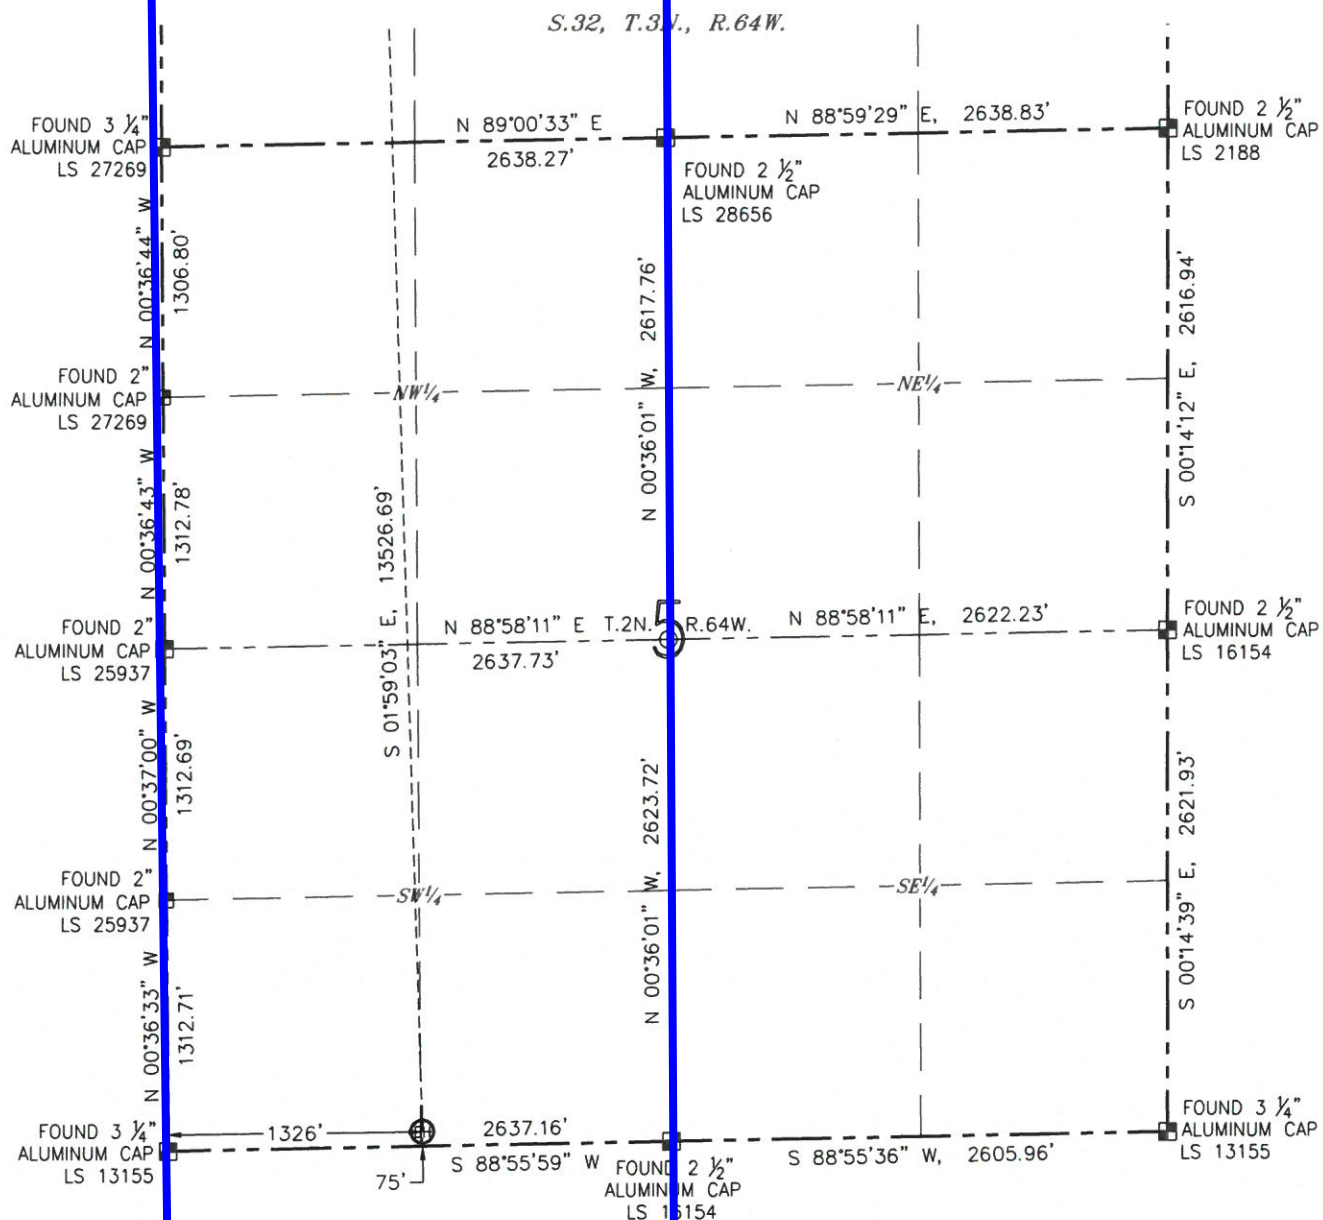 S.32, T.3N., R.64W.
FOUND 3 ¼"
ALUMINUM CAP
LS 27269
N 89°00'33" E
2638.27'
N 88°59'29" E, 2638.83'
FOUND 2 ½"
ALUMINUM CAP
LS 2188
FOUND 2 ½"
ALUMINUM CAP
LS 28656
N 00°36'44" W
1306.80'
N 00°36'01" W, 2617.76'
S 00°14'12" E, 2616.94'
FOUND 2"
ALUMINUM CAP
LS 27269
NW¼
NE¼
N 00°36'43" W
1312.78'
S 01°59'03" E, 13526.69'
FOUND 2"
ALUMINUM CAP
LS 25937
N 88°58'11" E
2637.73'
T.2N. 5 R.64W.
N 88°58'11" E, 2622.23'
FOUND 2 ½"
ALUMINUM CAP
LS 16154
N 00°37'00" W
1312.69'
N 00°36'01" W, 2623.72'
S 00°14'39" E, 2621.93'
FOUND 2"
ALUMINUM CAP
LS 25937
SW¼
SE¼
N 00°36'33" W
1312.71'
FOUND 3 ¼"
ALUMINUM CAP
LS 13155
1326'
75'
2637.16'
S 88°55'59" W
FOUND 2 ½"
ALUMINUM CAP
LS 16154
S 88°55'36" W, 2605.96'
FOUND 3 ¼"
ALUMINUM CAP
LS 13155